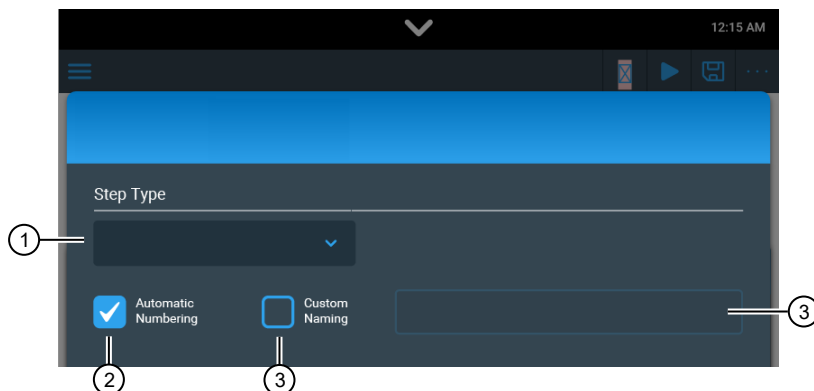 12:15 AM
Step Type
1
Automatic
Numbering
Custom
Naming
3
2
3